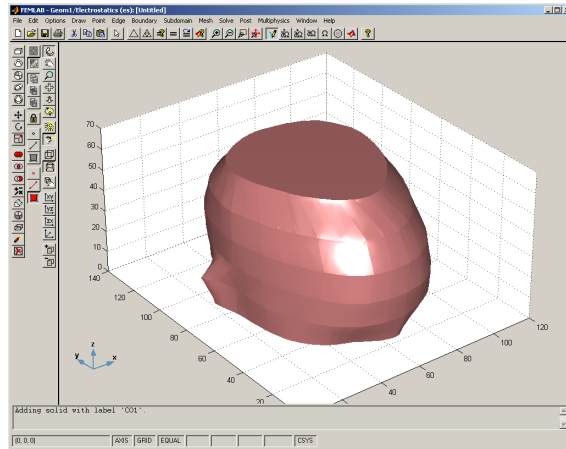 FEMLAB - Geom1/Electrostatics (es): [Untitled]
File Edit Options Draw Point Edge Boundary Subdomain Mesh Solve Post Multiphysics Window Help
70
60
50
40
30
20
10
0
140
120
100
80
60
40
20
120
100
80
60
40
z
y
x
Adding solid with label 'CO1'.
(0, 0, 0) AXIS GRID EQUAL CSYS